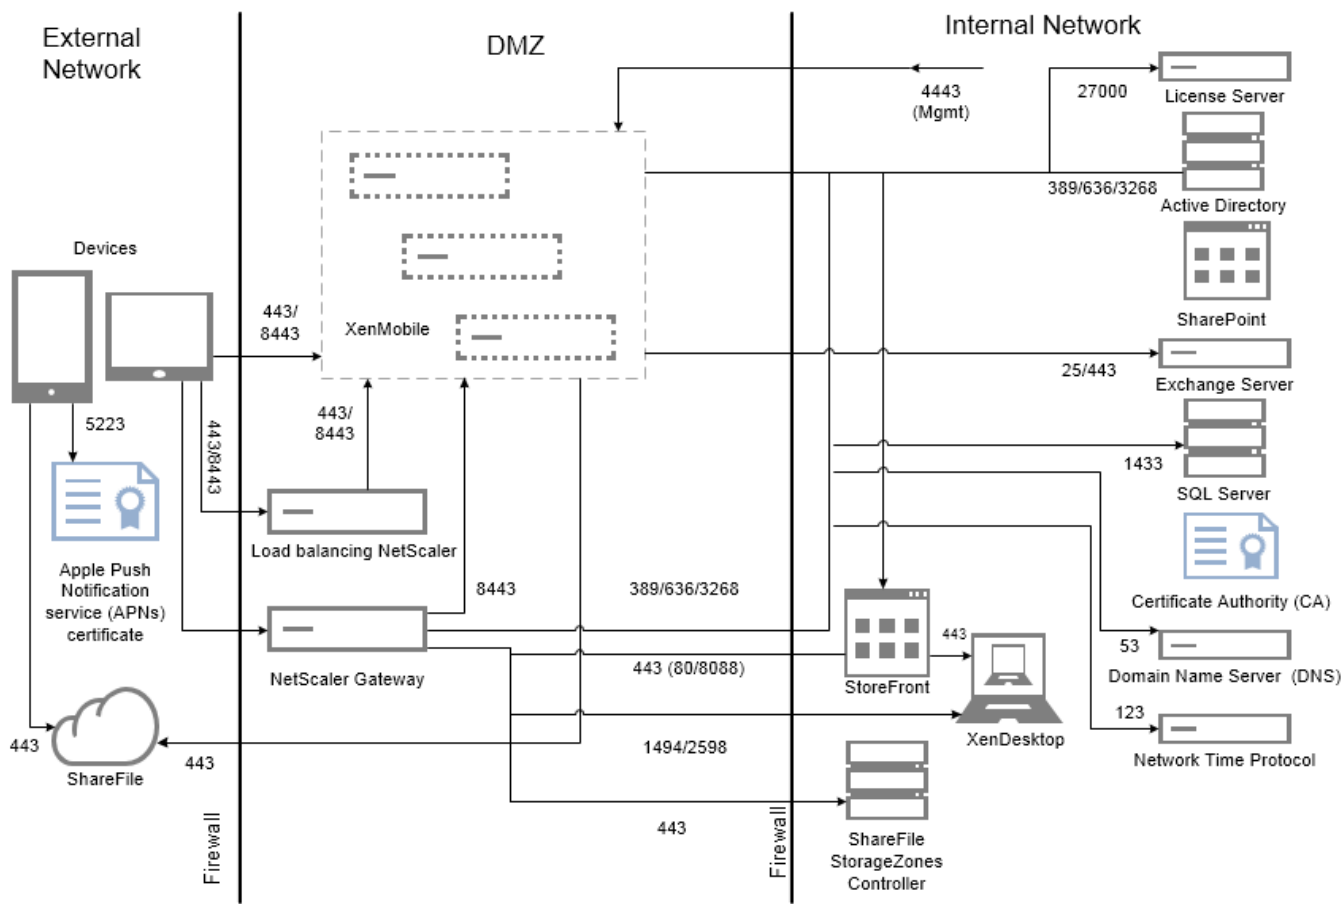 External
Network
DMZ
Internal Network
4443
(Mgmt)
27000
License Server
389/636/3268
Active Directory
SharePoint
Devices
443/
8443
XenMobile
25/443
Exchange Server
5223
443/8443
443/
8443
1433
SQL Server
Load balancing NetScaler
Apple Push
Notification
service (APNs)
certificate
8443
389/636/3268
Certificate Authority (CA)
443
53
443 (80/8088)
NetScaler Gateway
StoreFront
Domain Name Server (DNS)
123
XenDesktop
443
ShareFile
443
1494/2598
Network Time Protocol
443
Firewall
Firewall
ShareFile
StorageZones
Controller